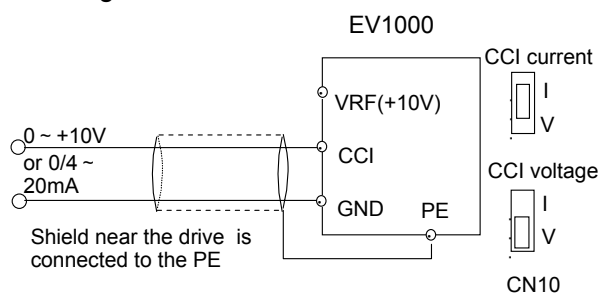 EV1000
CCI current
I
V
VRF(+10V)
0 ~ +10V
or 0/4 ~
20mA
CCI
GND
PE
CCI voltage
I
V
Shield near the drive is
connected to the PE
CN10